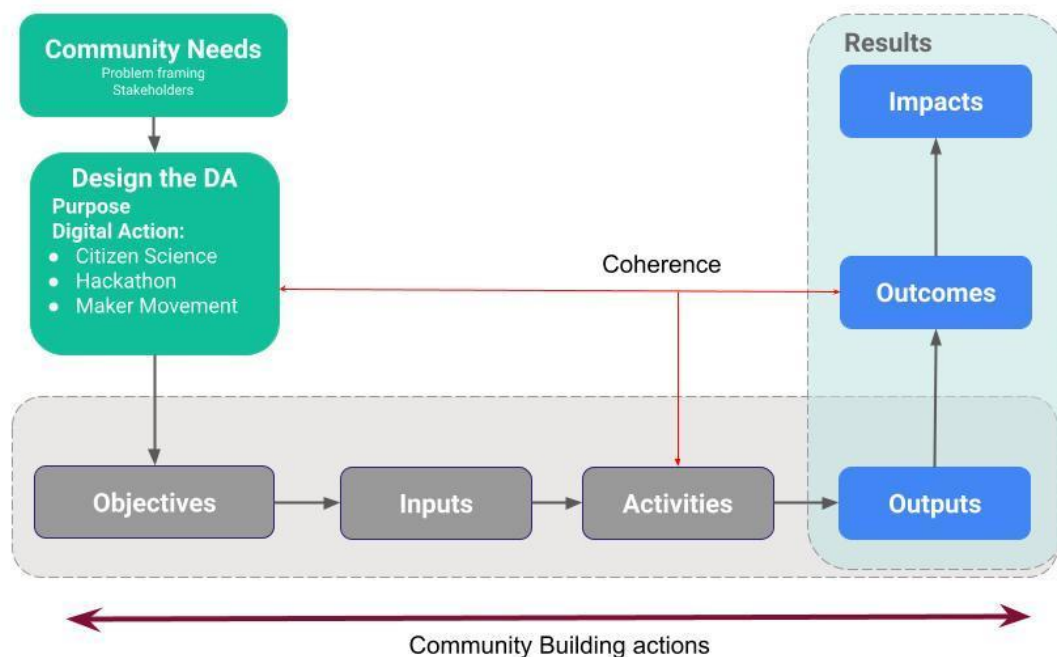 Community Needs
Problem framing
Stakeholders
Design the DA
Purpose
Digital Action:
● Citizen Science
● Hackathon
● Maker Movement
Coherence
Results
Impacts
Outcomes
Objectives
Inputs
Activities
Outputs
Community Building actions